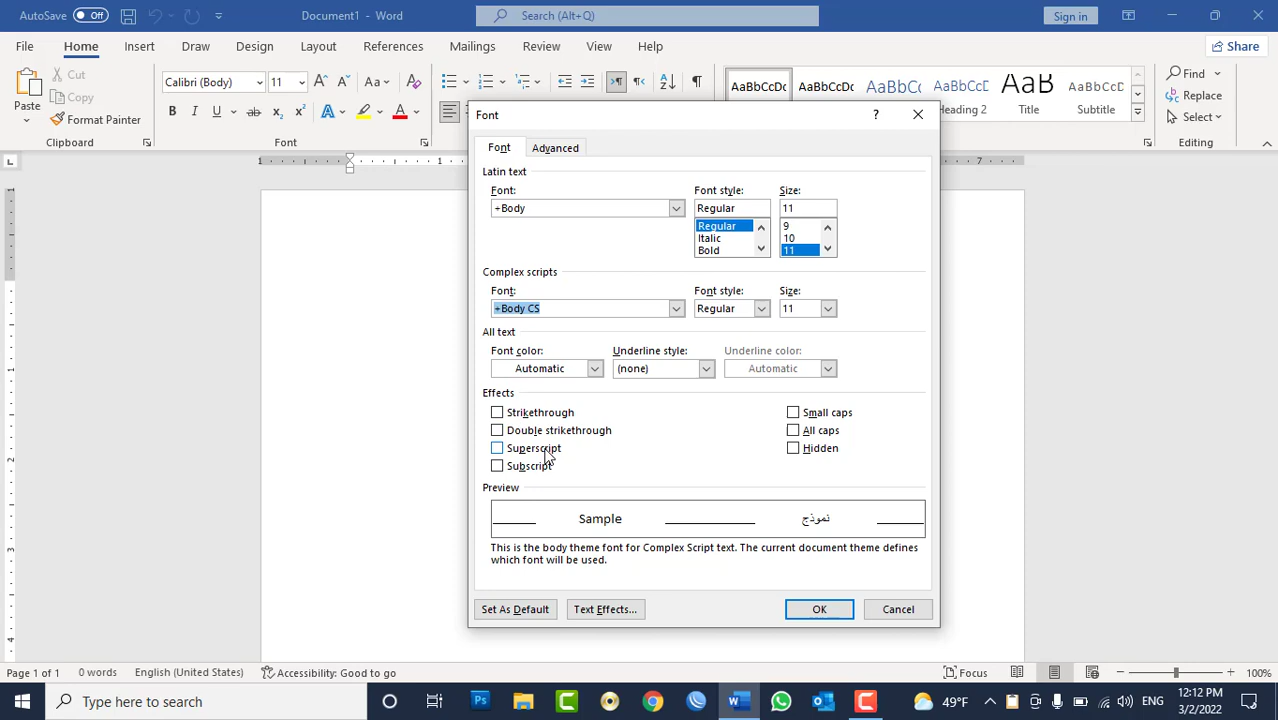 AutoSave Off Document1 - Word Search (Alt+Q) Sign in
File Home Insert Draw Design Layout References Mailings Review View Help Share
Paste Cut Copy Format Painter
Clipboard
Calibri (Body) 11
Font
AaBbCcDc AaBbCcDc AaBbC AaBbCcD AaB AaBbCcD
Heading 2 Title Subtitle
Find Replace Select
Editing
Font
Font Advanced
Latin text
Font: Font style: Size:
+Body Regular 11
Regular 9
Italic 10
Bold 11
Complex scripts
Font: Font style: Size:
+Body CS Regular 11
All text
Font color: Underline style: Underline color:
Automatic (none) Automatic
Effects
Strikethrough Small caps
Double strikethrough All caps
Superscript Hidden
Subscript
Preview
Sample نموذج
This is the body theme font for Complex Script text. The current document theme defines
which font will be used.
Set As Default Text Effects... OK Cancel
Page 1 of 1 0 words English (United States) Accessibility: Good to go Focus 100%
Type here to search 49°F ENG 12:12 PM
3/2/2022